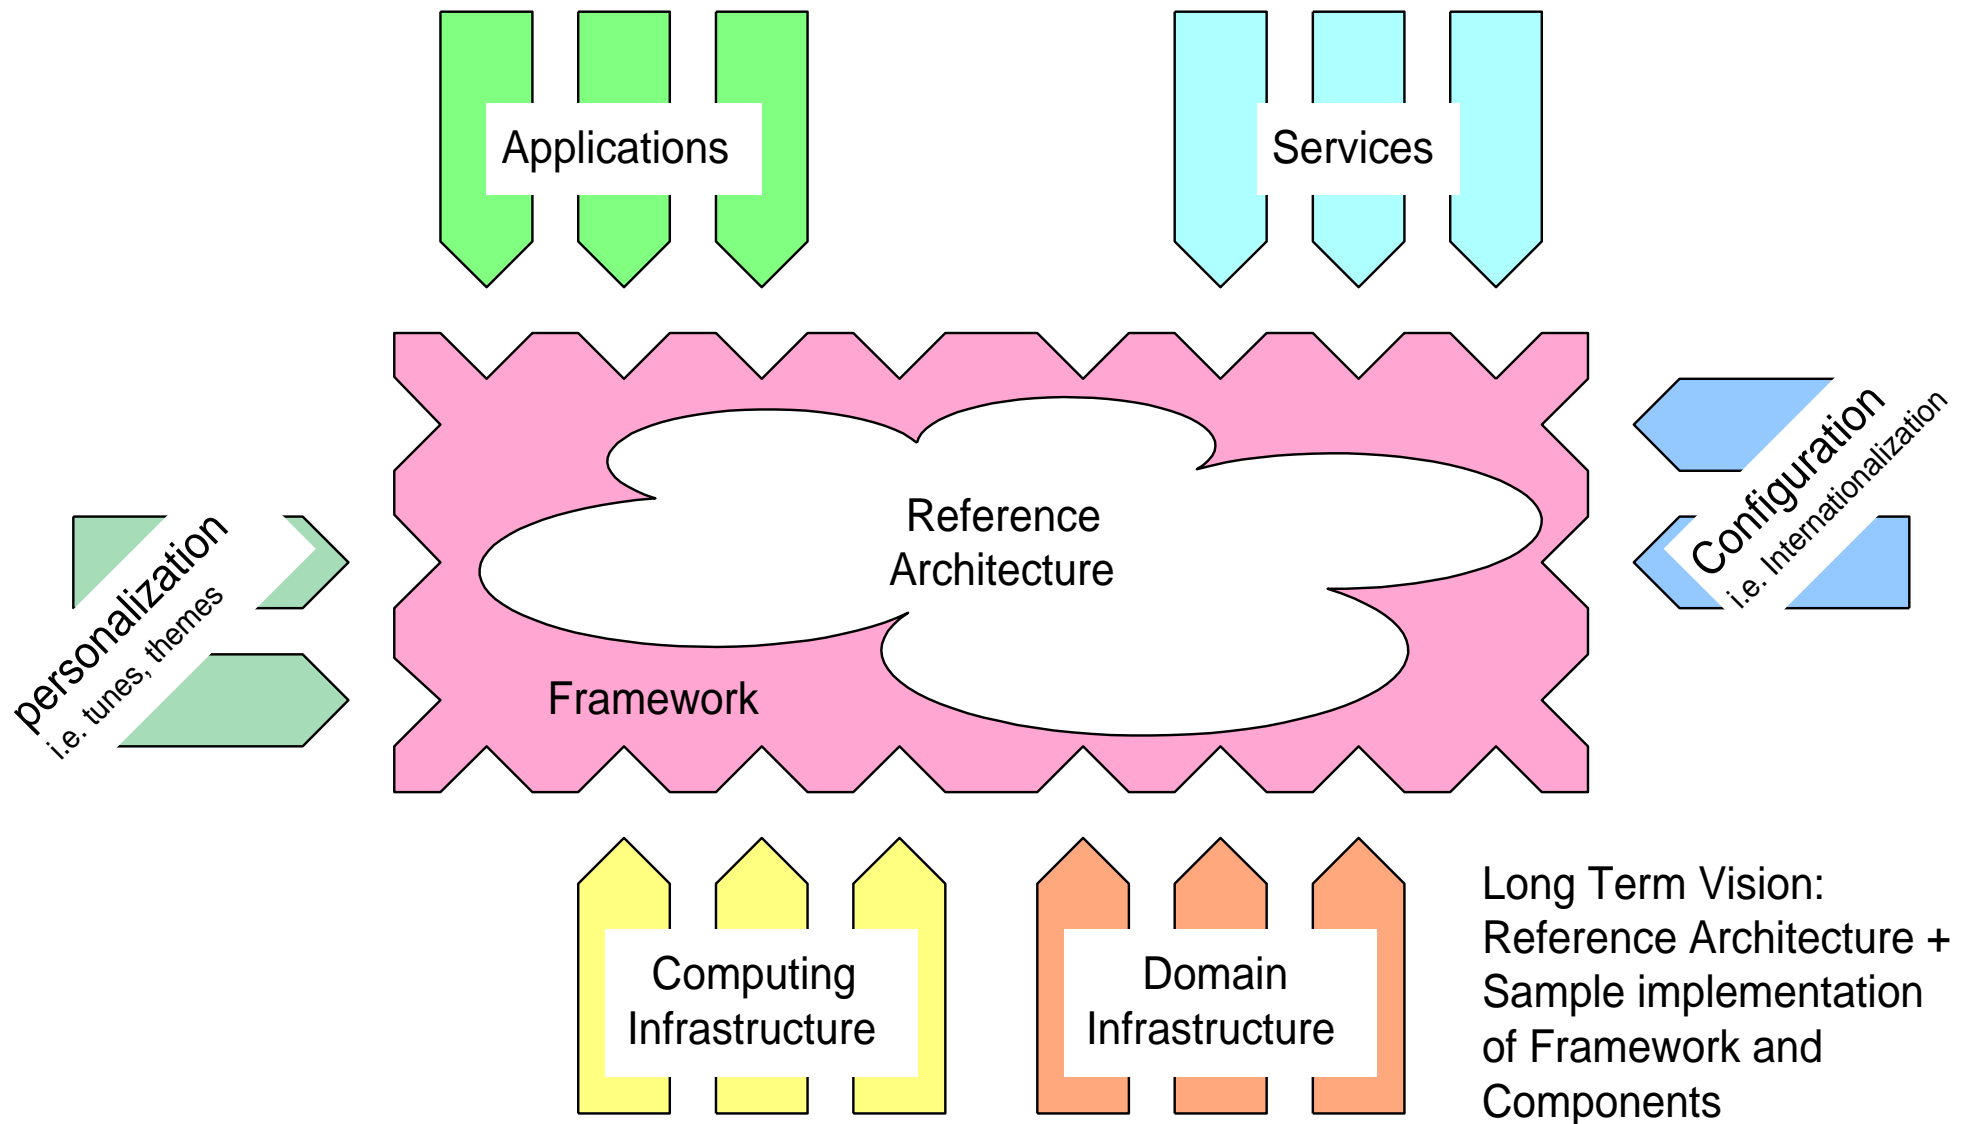 Applications
Services
Reference
Architecture
Framework
personalization
i.e. tunes, themes
Configuration
i.e. Internationalization
Computing
Infrastructure
Domain
Infrastructure
Long Term Vision:
Reference Architecture +
Sample implementation
of Framework and
Components